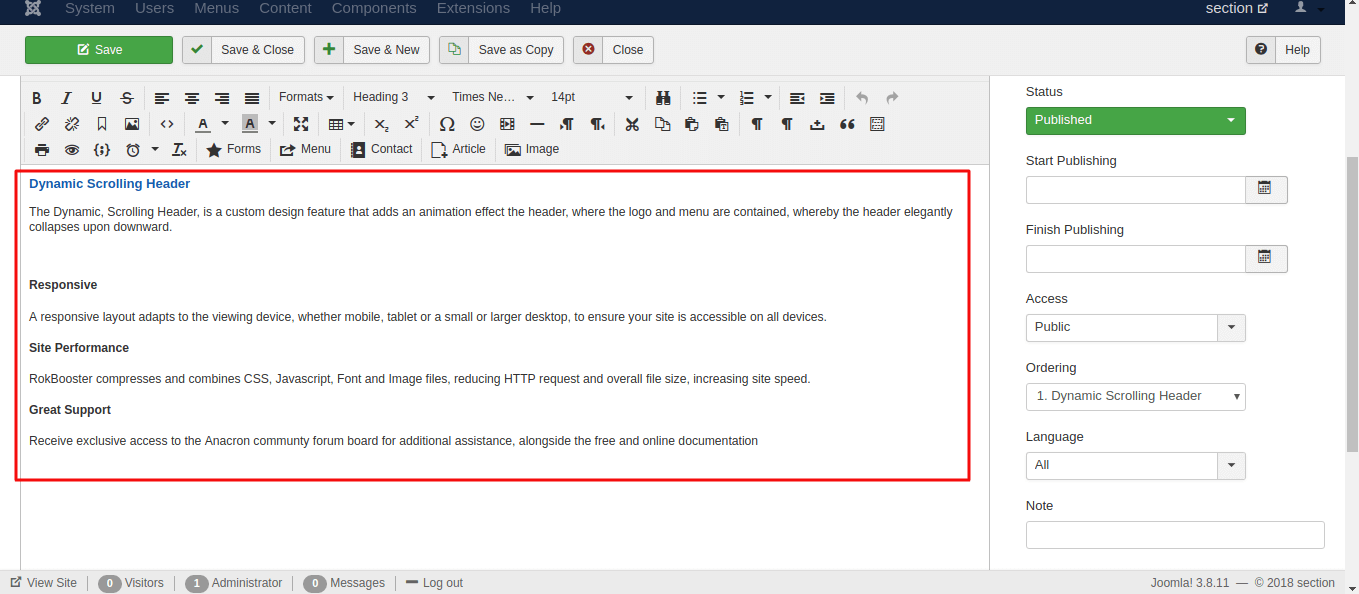 System Users Menus Content Components Extensions Help section
Save Save & Close Save & New Save as Copy Close Help
B I U S Formats Heading 3 Times Ne... 14pt
A A
Forms Menu Contact Article Image
Dynamic Scrolling Header
The Dynamic, Scrolling Header, is a custom design feature that adds an animation effect the header, where the logo and menu are contained, whereby the header elegantly
collapses upon downward.
Responsive
A responsive layout adapts to the viewing device, whether mobile, tablet or a small or larger desktop, to ensure your site is accessible on all devices.
Site Performance
RokBooster compresses and combines CSS, Javascript, Font and Image files, reducing HTTP request and overall file size, increasing site speed.
Great Support
Receive exclusive access to the Anacron communty forum board for additional assistance, alongside the free and online documentation
Status
Published
Start Publishing
Finish Publishing
Access
Public
Ordering
1. Dynamic Scrolling Header
Language
All
Note
View Site 0 Visitors 1 Administrator 0 Messages Log out Joomla! 3.8.11 — © 2018 section